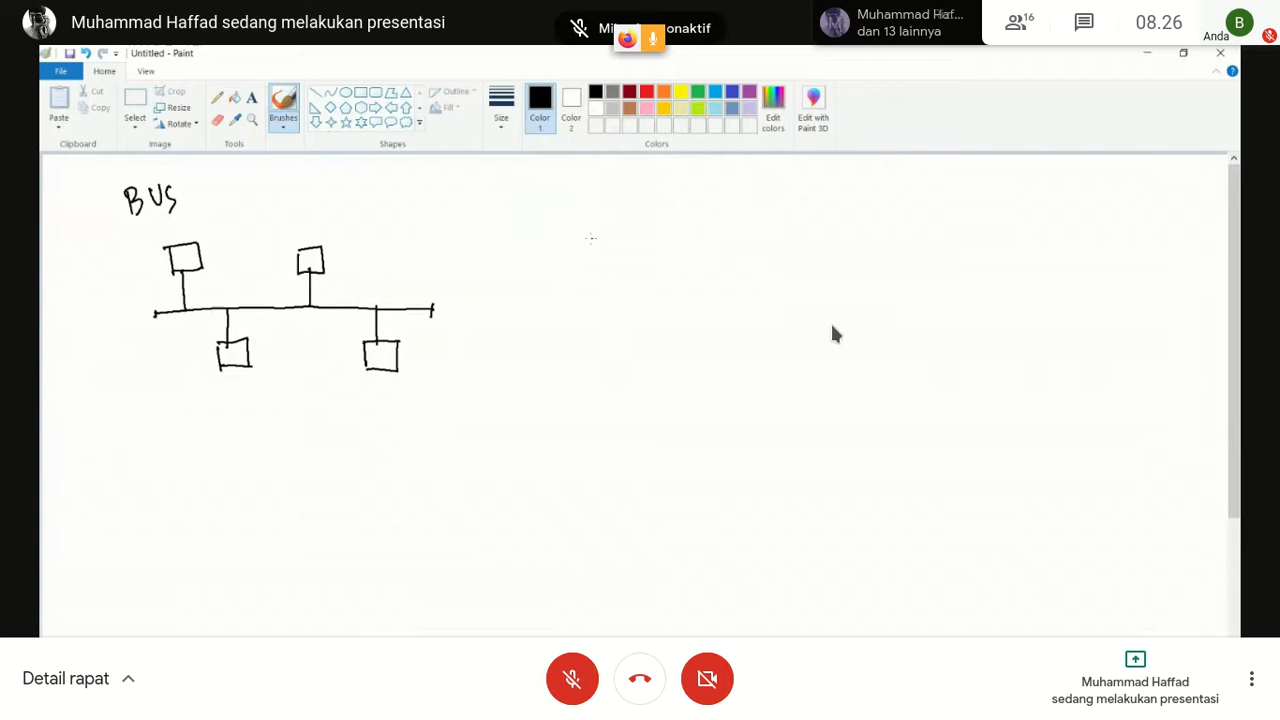 Muhammad Haffad sedang melakukan presentasi
onaktif
Muhammad
dan 13 lainnya
16
08.26
B
Anda
Untitled - Paint
File
Home
View
Paste
Cut
Copy
Clipboard
Select
Crop
Resize
Rotate
Image
A
Tools
Brushes
Shapes
Outline
Fill
Size
Color 1
Color 2
Edit colors
Edit with Paint 3D
Colors
BUS
Detail rapat
Muhammad Haffad
sedang melakukan presentasi